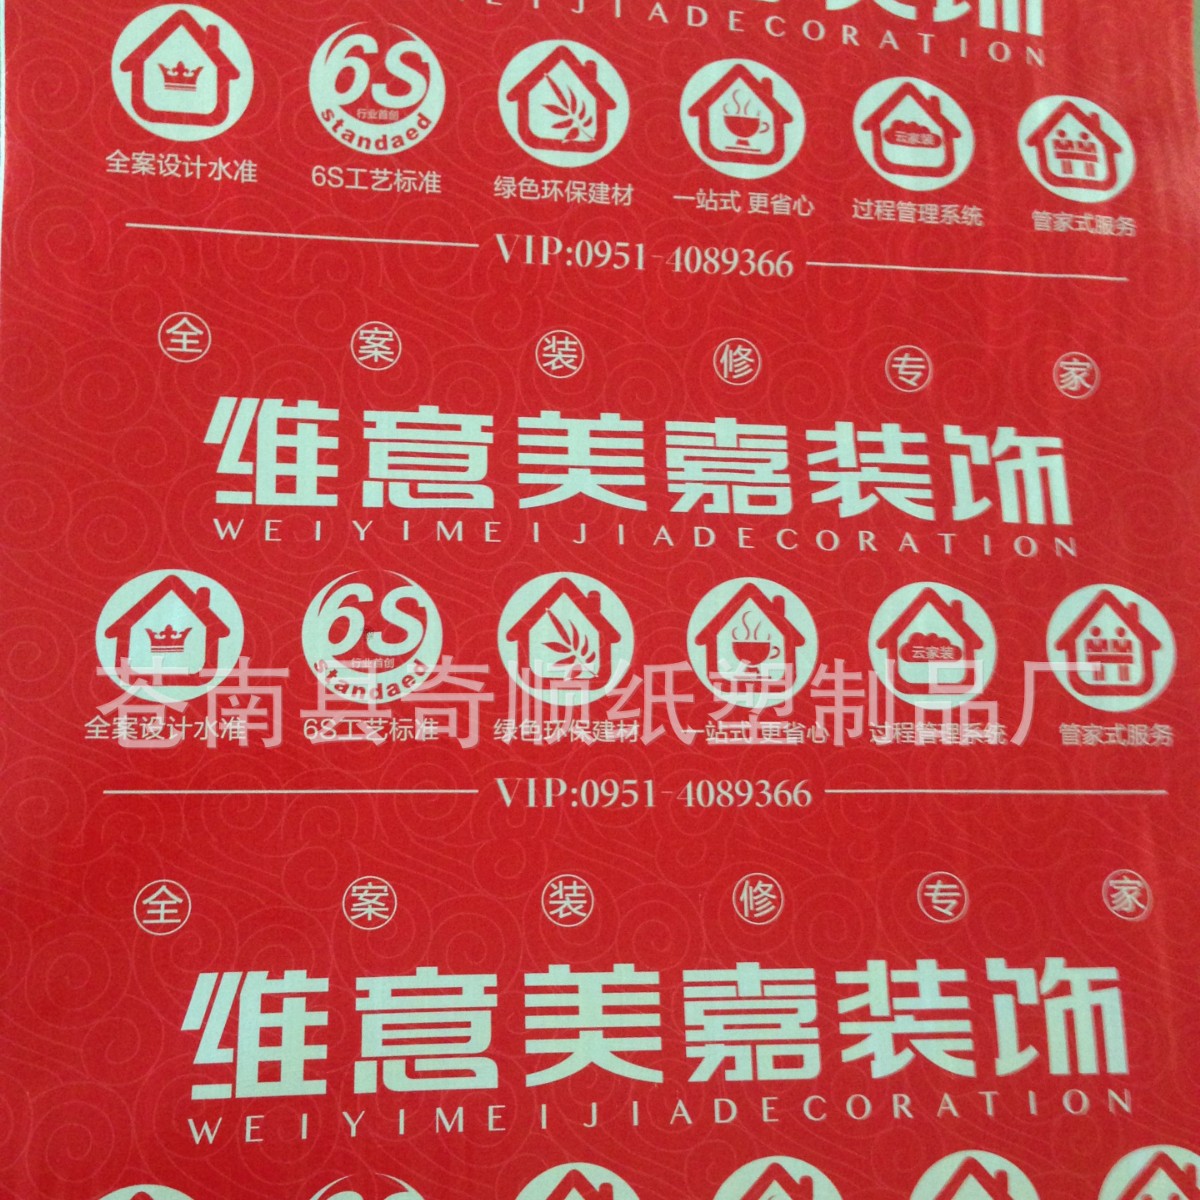 WEIYIMEIJIADECORATION
6S
行业首创
standaed
云家装
全案设计水准 6S工艺标准 绿色环保建材 一站式 更省心 过程管理系统 管家式服务
VIP:0951-4089366
全案装修专家
维意美嘉装饰
WEIYIMEIJIADECORATION
6S
行业首创
standaed
云家装
苍南县奇顺纸塑制品厂
全案设计水准 6S工艺标准 绿色环保建材 一站式 更省心 过程管理系统 管家式服务
VIP:0951-4089366
全案装修专家
维意美嘉装饰
WEIYIMEIJIADECORATION
6S